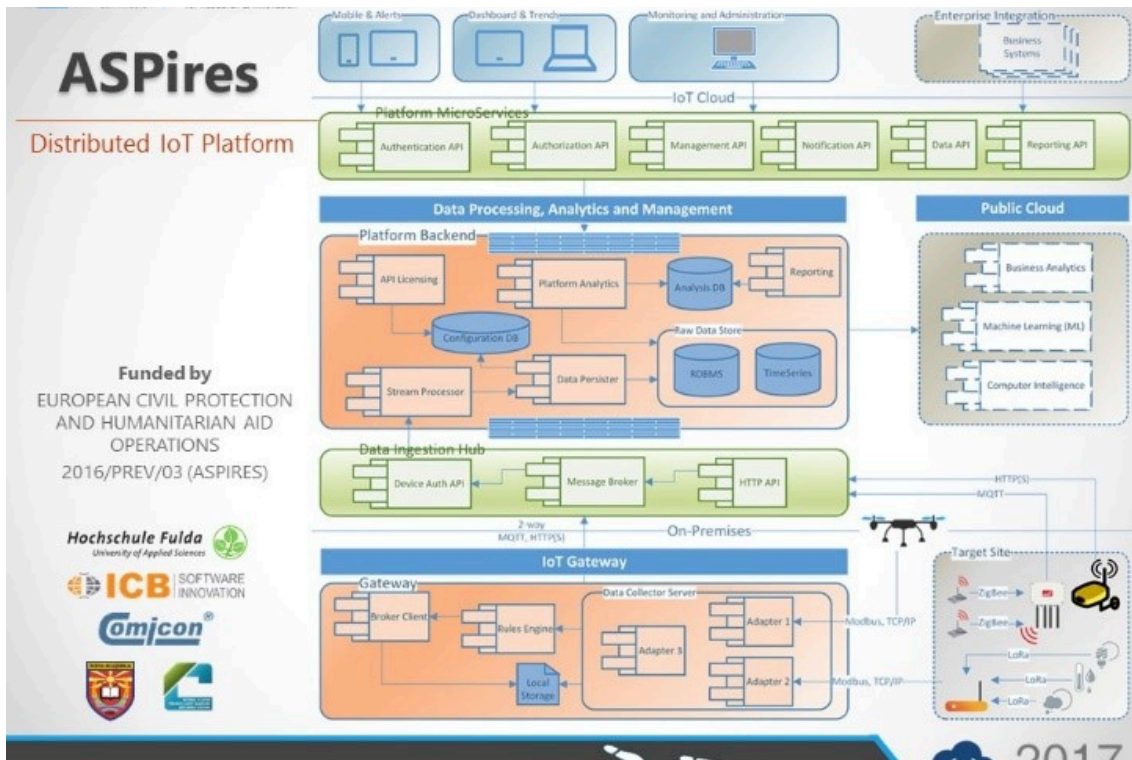 ASPires
Distributed IoT Platform
Funded by
EUROPEAN CIVIL PROTECTION
AND HUMANITARIAN AID
OPERATIONS
2016/PREV/03 (ASPIRES)
Hochschule Fulda
University of Applied Sciences
ICB SOFTWARE
INNOVATION
Comicon®
Mobile & Alerts
Dashboard & Trends
Monitoring and Administration
Enterprise Integration
Business
Systems
IoT Cloud
Platform MicroServices
Authentication API
Authorization API
Management API
Notification API
Data API
Reporting API
Data Processing, Analytics and Management
Public Cloud
Platform Backend
API Licensing
Platform Analytics
Analysis DB
Reporting
Configuration DB
Raw Data Store
RDBMS
TimeSeries
Stream Processor
Data Persister
Business Analytics
Machine Learning (ML)
Computer Intelligence
Data Ingestion Hub
Device Auth API
Message Broker
HTTP API
HTTP(S)
MQTT
2-way
MQTT, HTTP(S)
On-Premises
IoT Gateway
Gateway
Broker Client
Rules Engine
Local
Storage
Data Collector Server
Adapter 1
Adapter 3
Adapter 2
Modbus, TCP/IP
Modbus, TCP/IP
Target Site
ZigBee
ZigBee
LoRa
LoRa
LoRa
2017